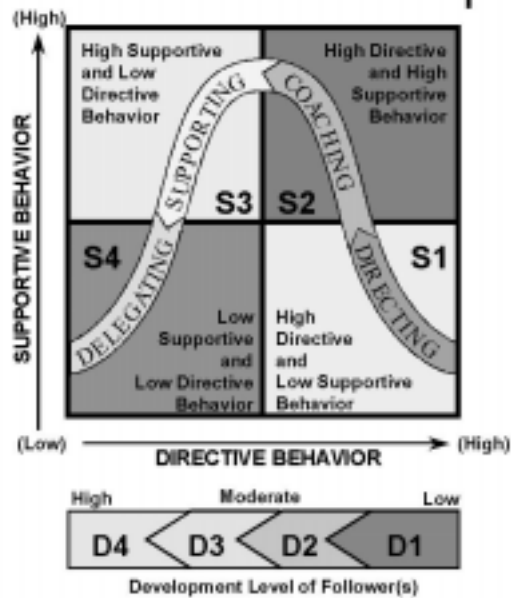 (High)
High Supportive
and Low
Directive
Behavior
High Directive
and High
Supportive
Behavior
SUPPORTING
COACHING
S3
S2
SUPPORTIVE BEHAVIOR
S4
S1
DELEGATING
DIRECTING
Low
Supportive
and
Low Directive
Behavior
High
Directive
and
Low Supportive
Behavior
(Low)
(High)
DIRECTIVE BEHAVIOR
High
Moderate
Low
D4
D3
D2
D1
Development Level of Follower(s)